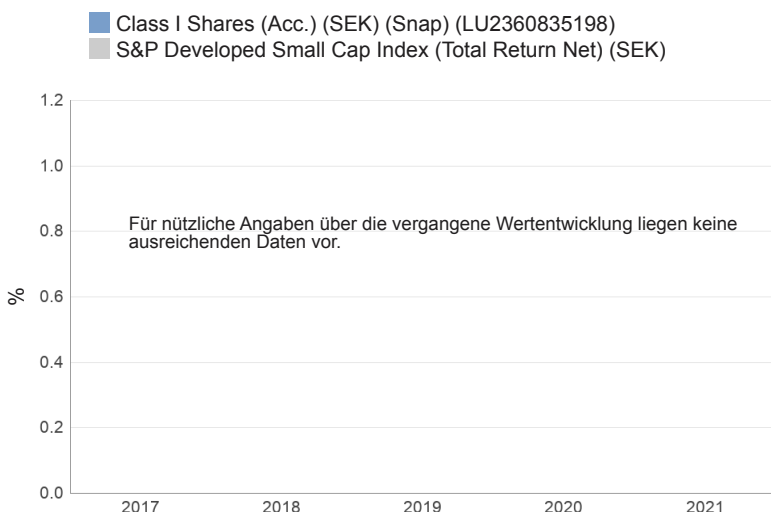 Class I Shares (Acc.) (SEK) (Snap) (LU2360835198)
S&P Developed Small Cap Index (Total Return Net) (SEK)
1.2
1.0
Für nützliche Angaben über die vergangene Wertentwicklung liegen keine
0.8
ausreichenden Daten vor.
%
0.6
0.4
0.2
0.0
2017 2018 2019 2020 2021